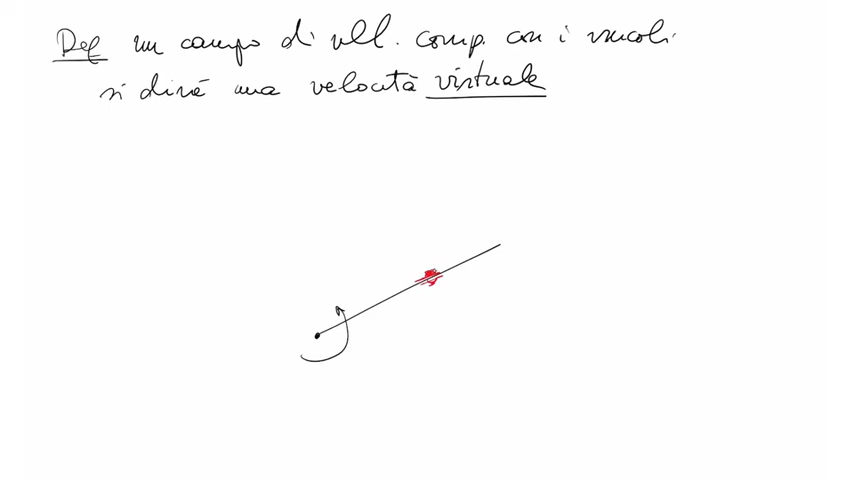 Def un campo di vel. comp. con i vincoli
si dirà una velocità virtuale